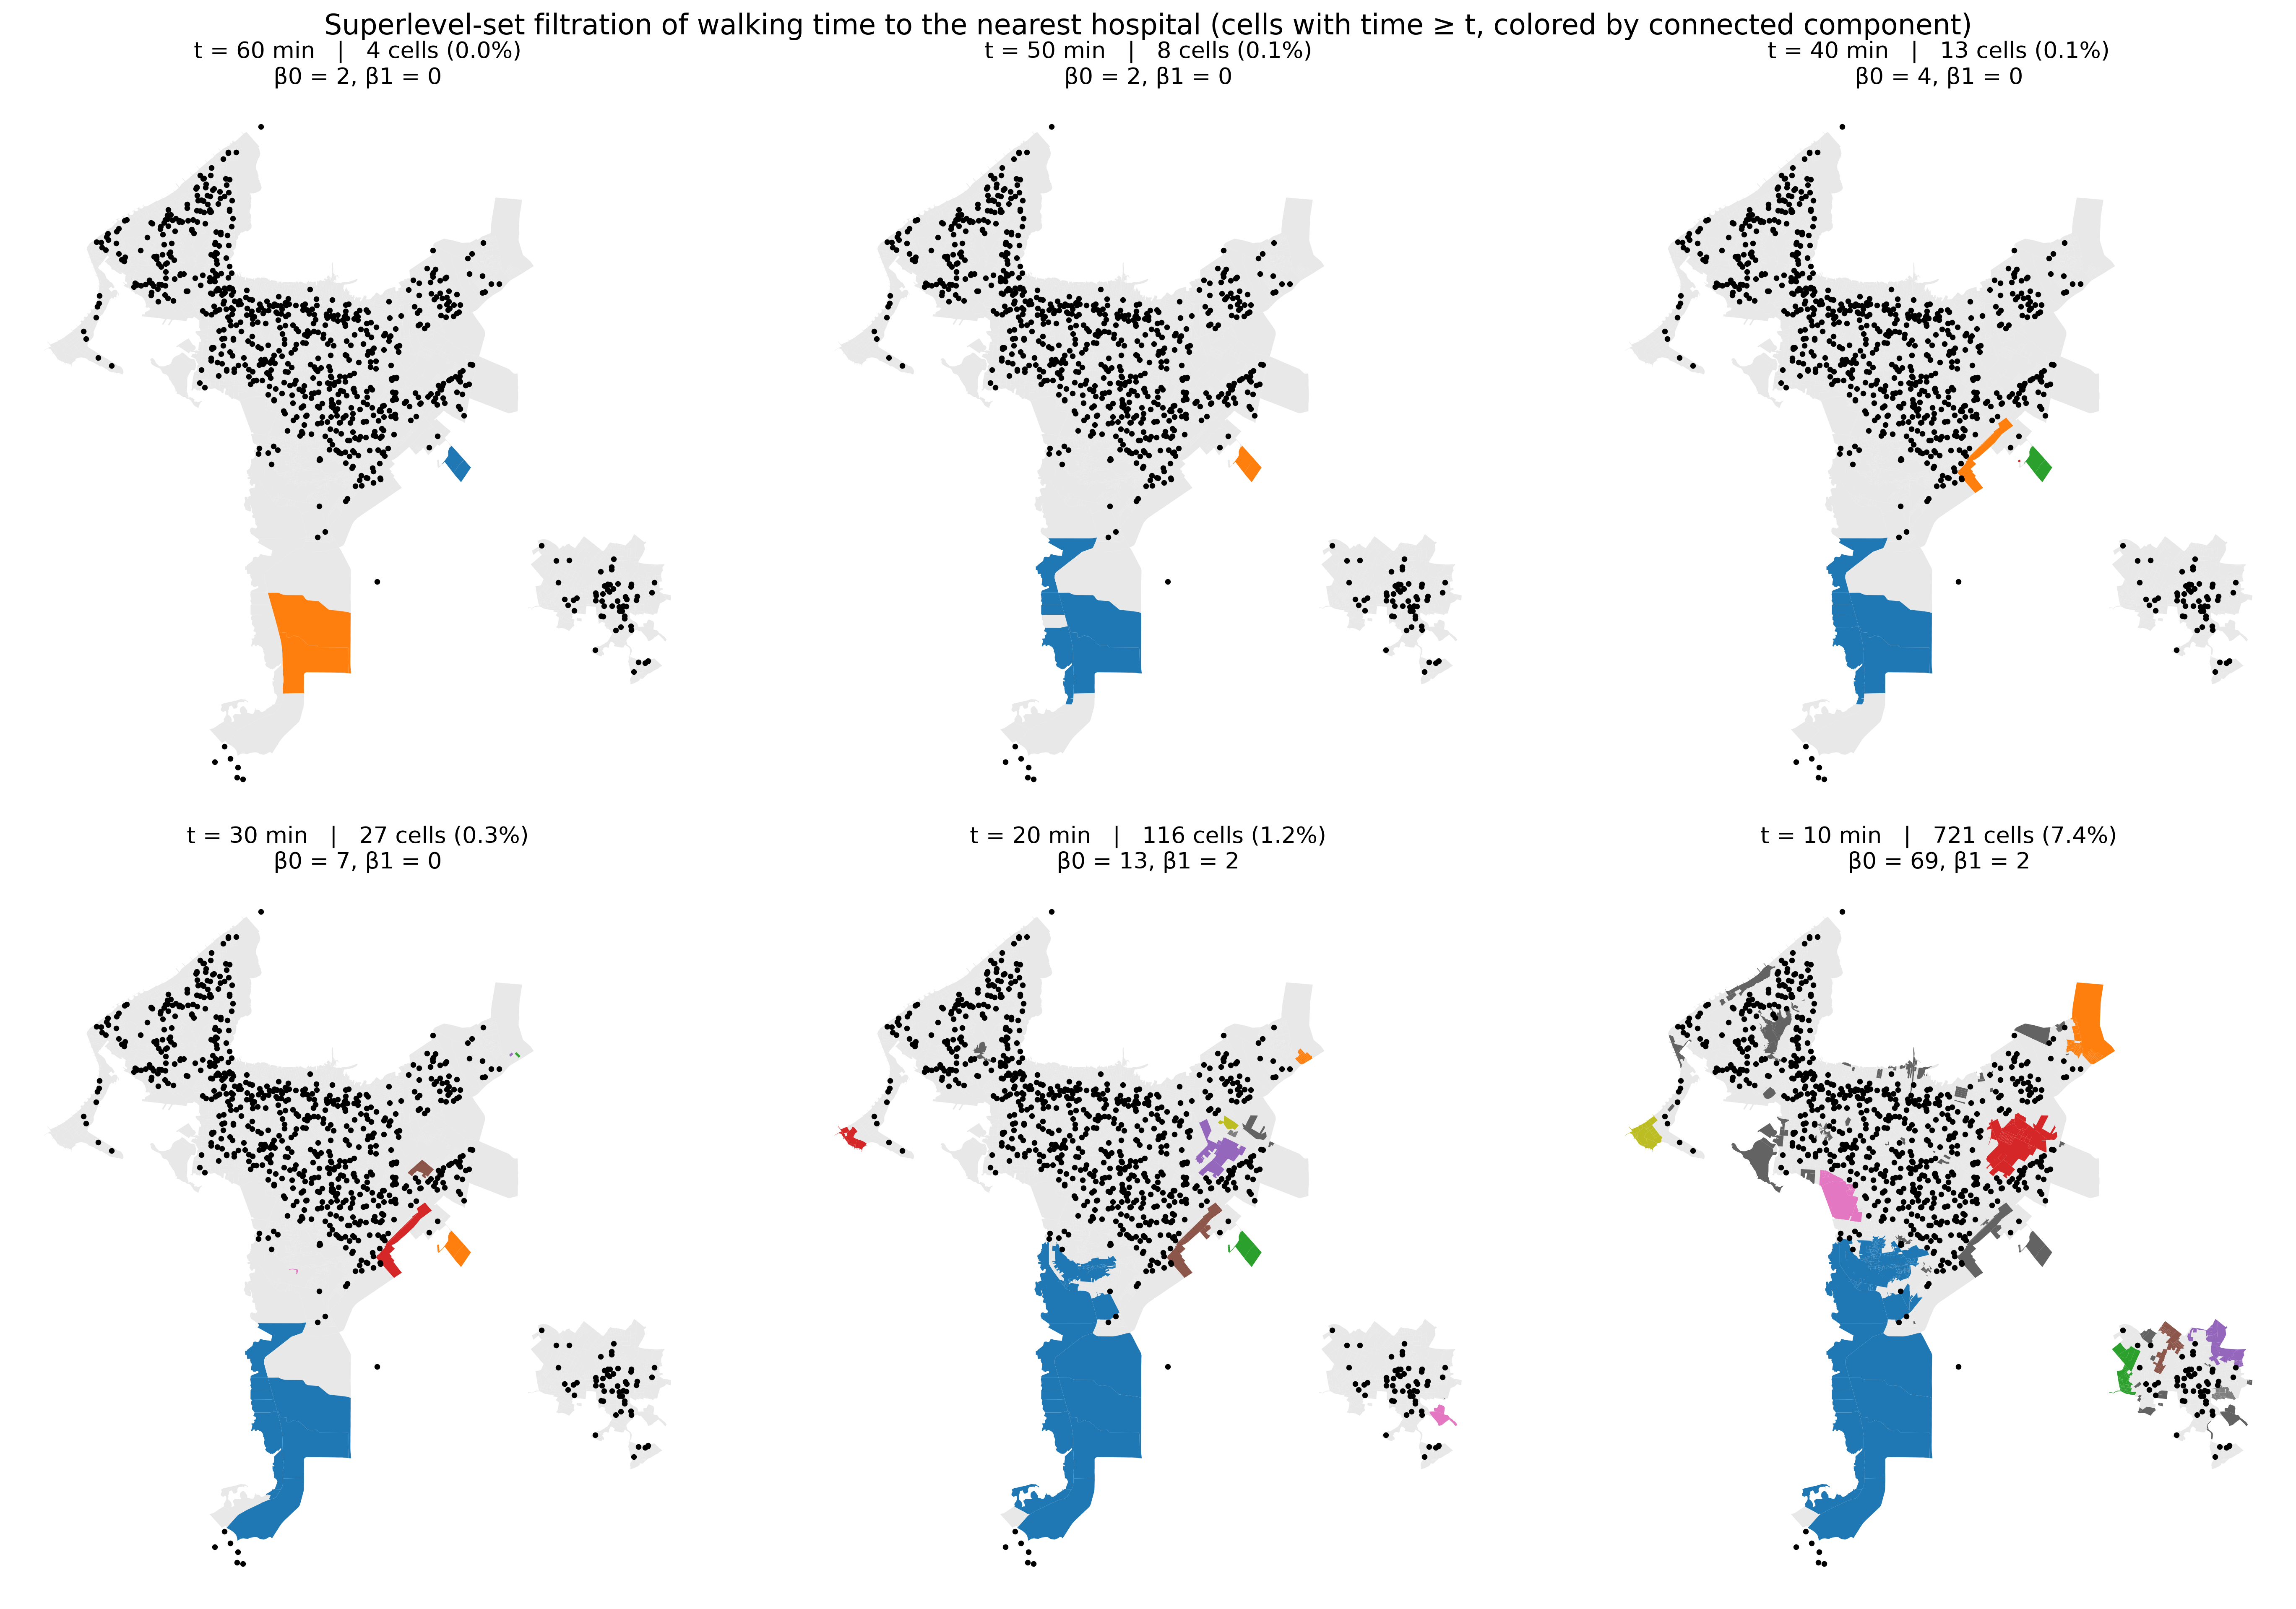 Superlevel-set filtration of walking time to the nearest hospital (cells with time ≥ t, colored by connected component)
t = 60 min | 4 cells (0.0%)
β0 = 2, β1 = 0
t = 50 min | 8 cells (0.1%)
β0 = 2, β1 = 0
t = 40 min | 13 cells (0.1%)
β0 = 4, β1 = 0
t = 30 min | 27 cells (0.3%)
β0 = 7, β1 = 0
t = 20 min | 116 cells (1.2%)
β0 = 13, β1 = 2
t = 10 min | 721 cells (7.4%)
β0 = 69, β1 = 2